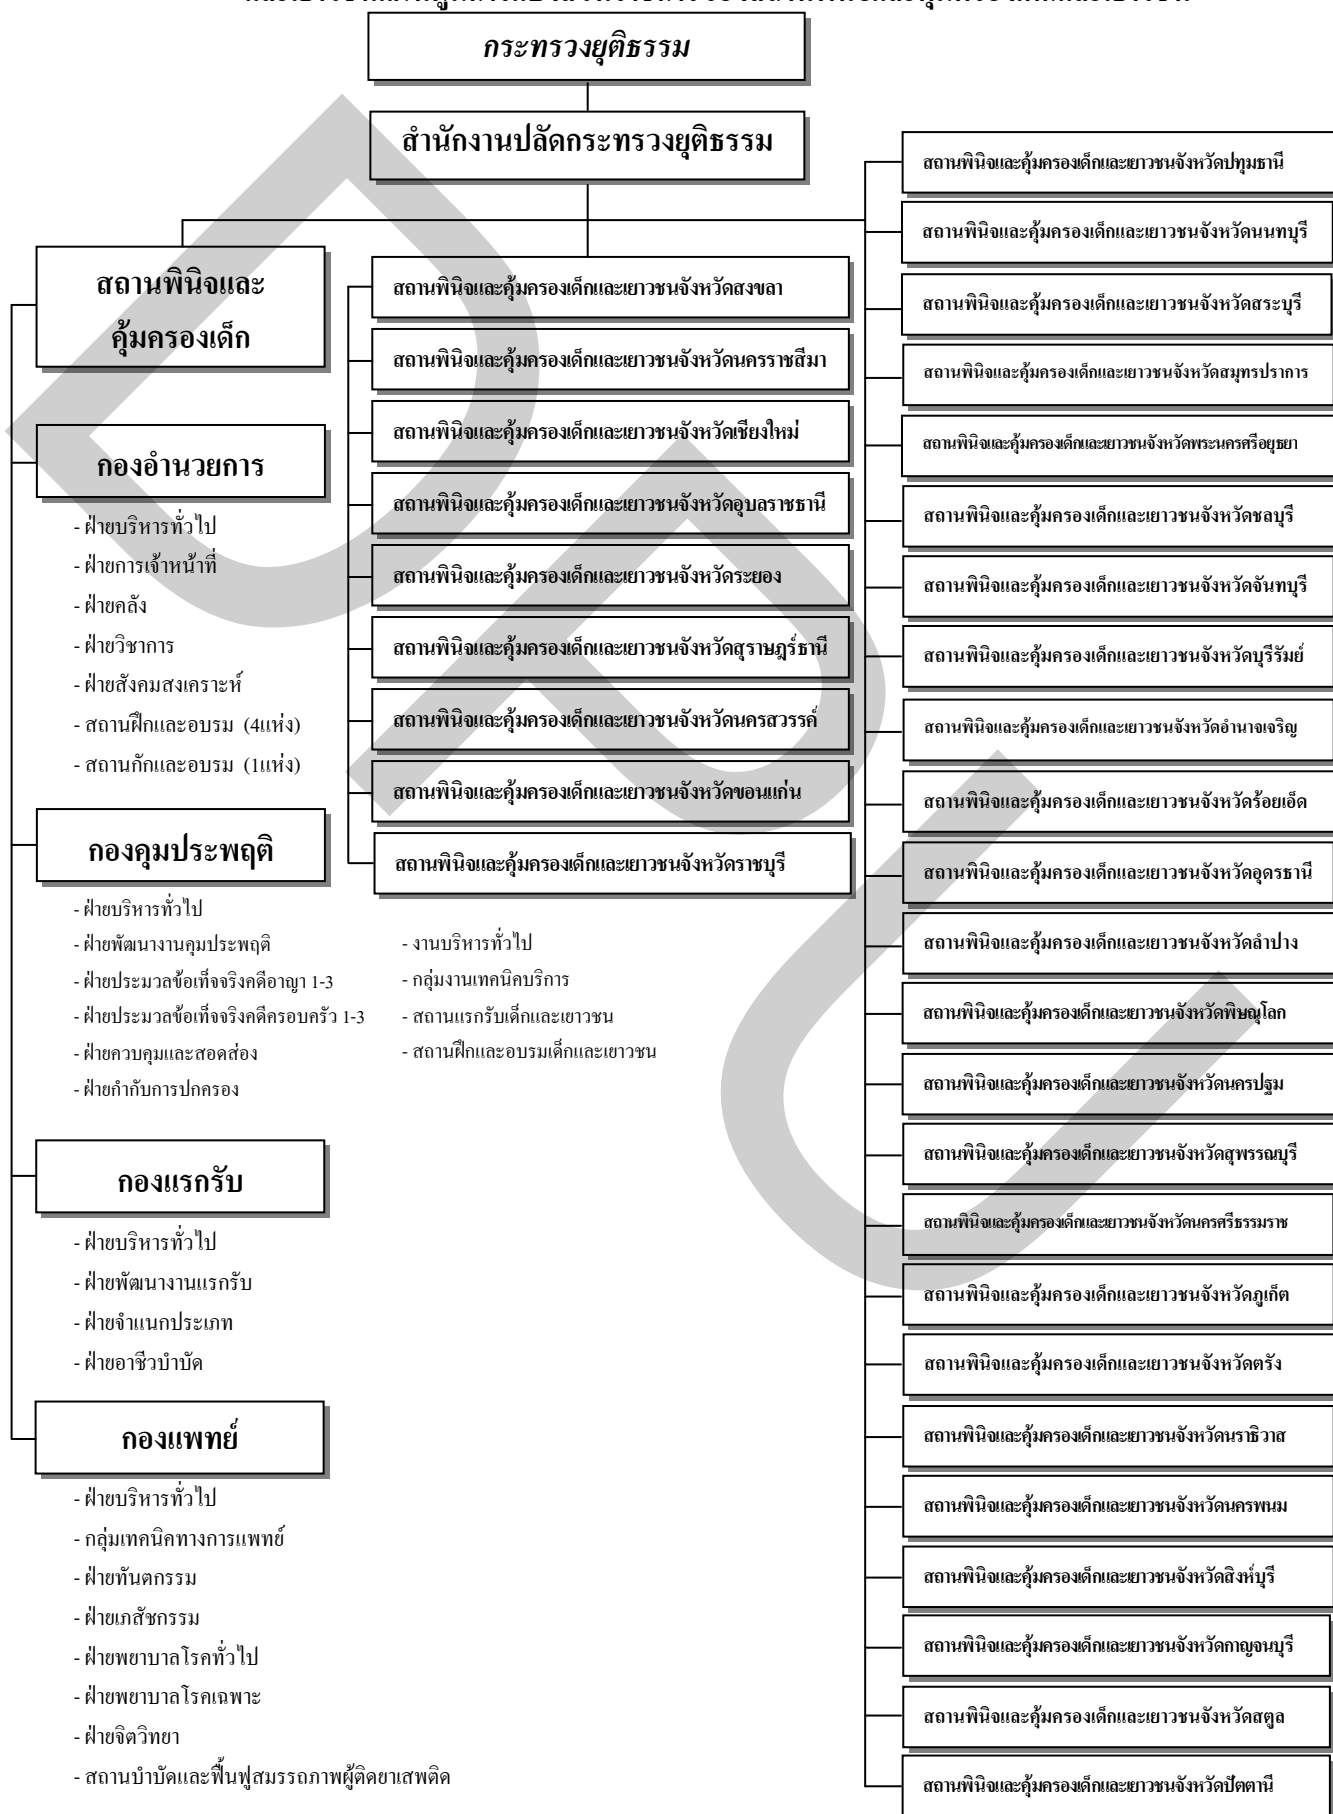 กระทรวงยุติธรรม
สำนักงานปลัดกระทรวงยุติธรรม
สถานพินิจและ
คุ้มครองเด็ก
กองอำนวยการ
- ฝ่ายบริหารทั่วไป
- ฝ่ายการเจ้าหน้าที่
- ฝ่ายคลัง
- ฝ่ายวิชาการ
- ฝ่ายสังคมสงเคราะห์
- สถานฝึกและอบรม (4แห่ง)
- สถานกักและอบรม (1แห่ง)
กองคุมประพฤติ
- ฝ่ายบริหารทั่วไป
- ฝ่ายพัฒนางานคุมประพฤติ
- ฝ่ายประมวลข้อเท็จจริงคดีอาญา 1-3
- ฝ่ายประมวลข้อเท็จจริงคดีครอบครัว 1-3
- ฝ่ายควบคุมและสอดส่อง
- ฝ่ายกำกับการปกครอง
กองแรกรับ
- ฝ่ายบริหารทั่วไป
- ฝ่ายพัฒนางานแรกรับ
- ฝ่ายจำแนกประเภท
- ฝ่ายอาชีวบำบัด
กองแพทย์
- ฝ่ายบริหารทั่วไป
- กลุ่มเทคนิคทางการแพทย์
- ฝ่ายทันตกรรม
- ฝ่ายเภสัชกรรม
- ฝ่ายพยาบาลโรคทั่วไป
- ฝ่ายพยาบาลโรคเฉพาะ
- ฝ่ายจิตวิทยา
- สถานบำบัดและฟื้นฟูสมรรถภาพผู้ติดยาเสพติด
สถานพินิจและคุ้มครองเด็กและเยาวชนจังหวัดสงขลา
สถานพินิจและคุ้มครองเด็กและเยาวชนจังหวัดนครราชสีมา
สถานพินิจและคุ้มครองเด็กและเยาวชนจังหวัดเชียงใหม่
สถานพินิจและคุ้มครองเด็กและเยาวชนจังหวัดอุบลราชธานี
สถานพินิจและคุ้มครองเด็กและเยาวชนจังหวัดระยอง
สถานพินิจและคุ้มครองเด็กและเยาวชนจังหวัดสุราษฎร์ธานี
สถานพินิจและคุ้มครองเด็กและเยาวชนจังหวัดนครสวรรค์
สถานพินิจและคุ้มครองเด็กและเยาวชนจังหวัดขอนแก่น
สถานพินิจและคุ้มครองเด็กและเยาวชนจังหวัดราชบุรี
- งานบริหารทั่วไป
- กลุ่มงานเทคนิคบริการ
- สถานแรกรับเด็กและเยาวชน
- สถานฝึกและอบรมเด็กและเยาวชน
สถานพินิจและคุ้มครองเด็กและเยาวชนจังหวัดปทุมธานี
สถานพินิจและคุ้มครองเด็กและเยาวชนจังหวัดนนทบุรี
สถานพินิจและคุ้มครองเด็กและเยาวชนจังหวัดสระบุรี
สถานพินิจและคุ้มครองเด็กและเยาวชนจังหวัดสมุทรปราการ
สถานพินิจและคุ้มครองเด็กและเยาวชนจังหวัดพระนครศรีอยุธยา
สถานพินิจและคุ้มครองเด็กและเยาวชนจังหวัดชลบุรี
สถานพินิจและคุ้มครองเด็กและเยาวชนจังหวัดจันทบุรี
สถานพินิจและคุ้มครองเด็กและเยาวชนจังหวัดบุรีรัมย์
สถานพินิจและคุ้มครองเด็กและเยาวชนจังหวัดอำนาจเจริญ
สถานพินิจและคุ้มครองเด็กและเยาวชนจังหวัดร้อยเอ็ด
สถานพินิจและคุ้มครองเด็กและเยาวชนจังหวัดอุดรธานี
สถานพินิจและคุ้มครองเด็กและเยาวชนจังหวัดลำปาง
สถานพินิจและคุ้มครองเด็กและเยาวชนจังหวัดพิษณุโลก
สถานพินิจและคุ้มครองเด็กและเยาวชนจังหวัดนครปฐม
สถานพินิจและคุ้มครองเด็กและเยาวชนจังหวัดสุพรรณบุรี
สถานพินิจและคุ้มครองเด็กและเยาวชนจังหวัดนครศรีธรรมราช
สถานพินิจและคุ้มครองเด็กและเยาวชนจังหวัดภูเก็ต
สถานพินิจและคุ้มครองเด็กและเยาวชนจังหวัดตรัง
สถานพินิจและคุ้มครองเด็กและเยาวชนจังหวัดนราธิวาส
สถานพินิจและคุ้มครองเด็กและเยาวชนจังหวัดนครพนม
สถานพินิจและคุ้มครองเด็กและเยาวชนจังหวัดสิงห์บุรี
สถานพินิจและคุ้มครองเด็กและเยาวชนจังหวัดกาญจนบุรี
สถานพินิจและคุ้มครองเด็กและเยาวชนจังหวัดสตูล
สถานพินิจและคุ้มครองเด็กและเยาวชนจังหวัดปัตตานี
DPU